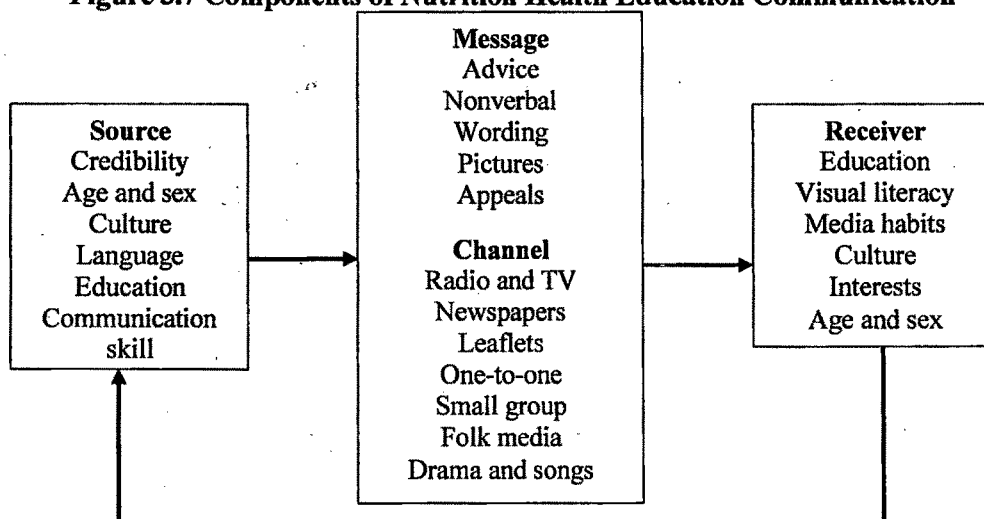 Figure 3.7 Components of Nutrition Health Education Communication
Source
Credibility
Age and sex
Culture
Language
Education
Communication
skill
Message
Advice
Nonverbal
Wording
Pictures
Appeals
Channel
Radio and TV
Newspapers
Leaflets
One-to-one
Small group
Folk media
Drama and songs
Receiver
Education
Visual literacy
Media habits
Culture
Interests
Age and sex